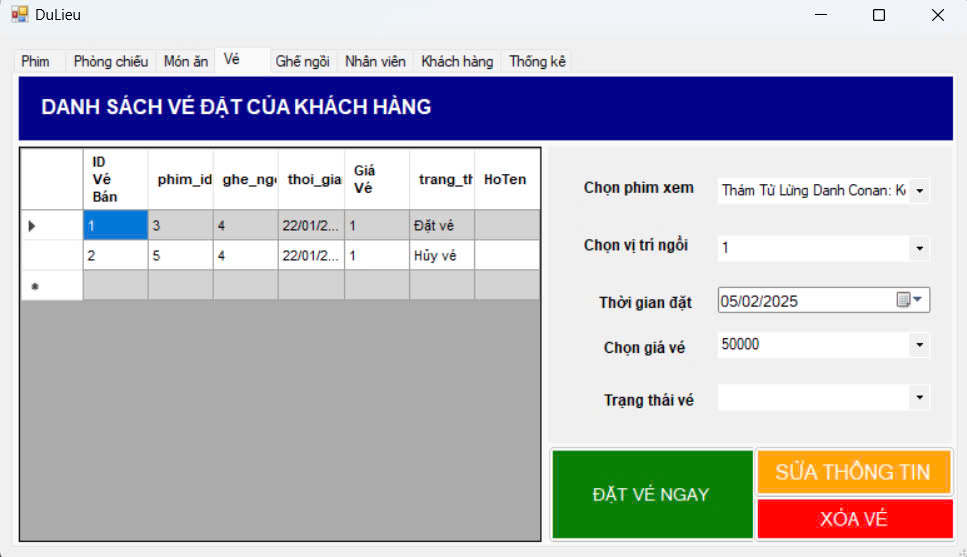 DuLieu
Phim Phòng chiếu Món ăn Vé Ghế ngồi Nhân viên Khách hàng Thống kê
DANH SÁCH VÉ ĐẶT CỦA KHÁCH HÀNG
ID Vé Bán phim_id ghe_ngo thoi_gia Giá Vé trang_th HoTen
1 3 4 22/01/2... 1 Đặt vé
2 5 4 22/01/2... 1 Hủy vé
Chọn phim xem Thám Tử Lừng Danh Conan: K
Chọn vị trí ngồi 1
Thời gian đặt 05/02/2025
Chọn giá vé 50000
Trạng thái vé
ĐẶT VÉ NGAY
SỬA THÔNG TIN
XÓA VÉ